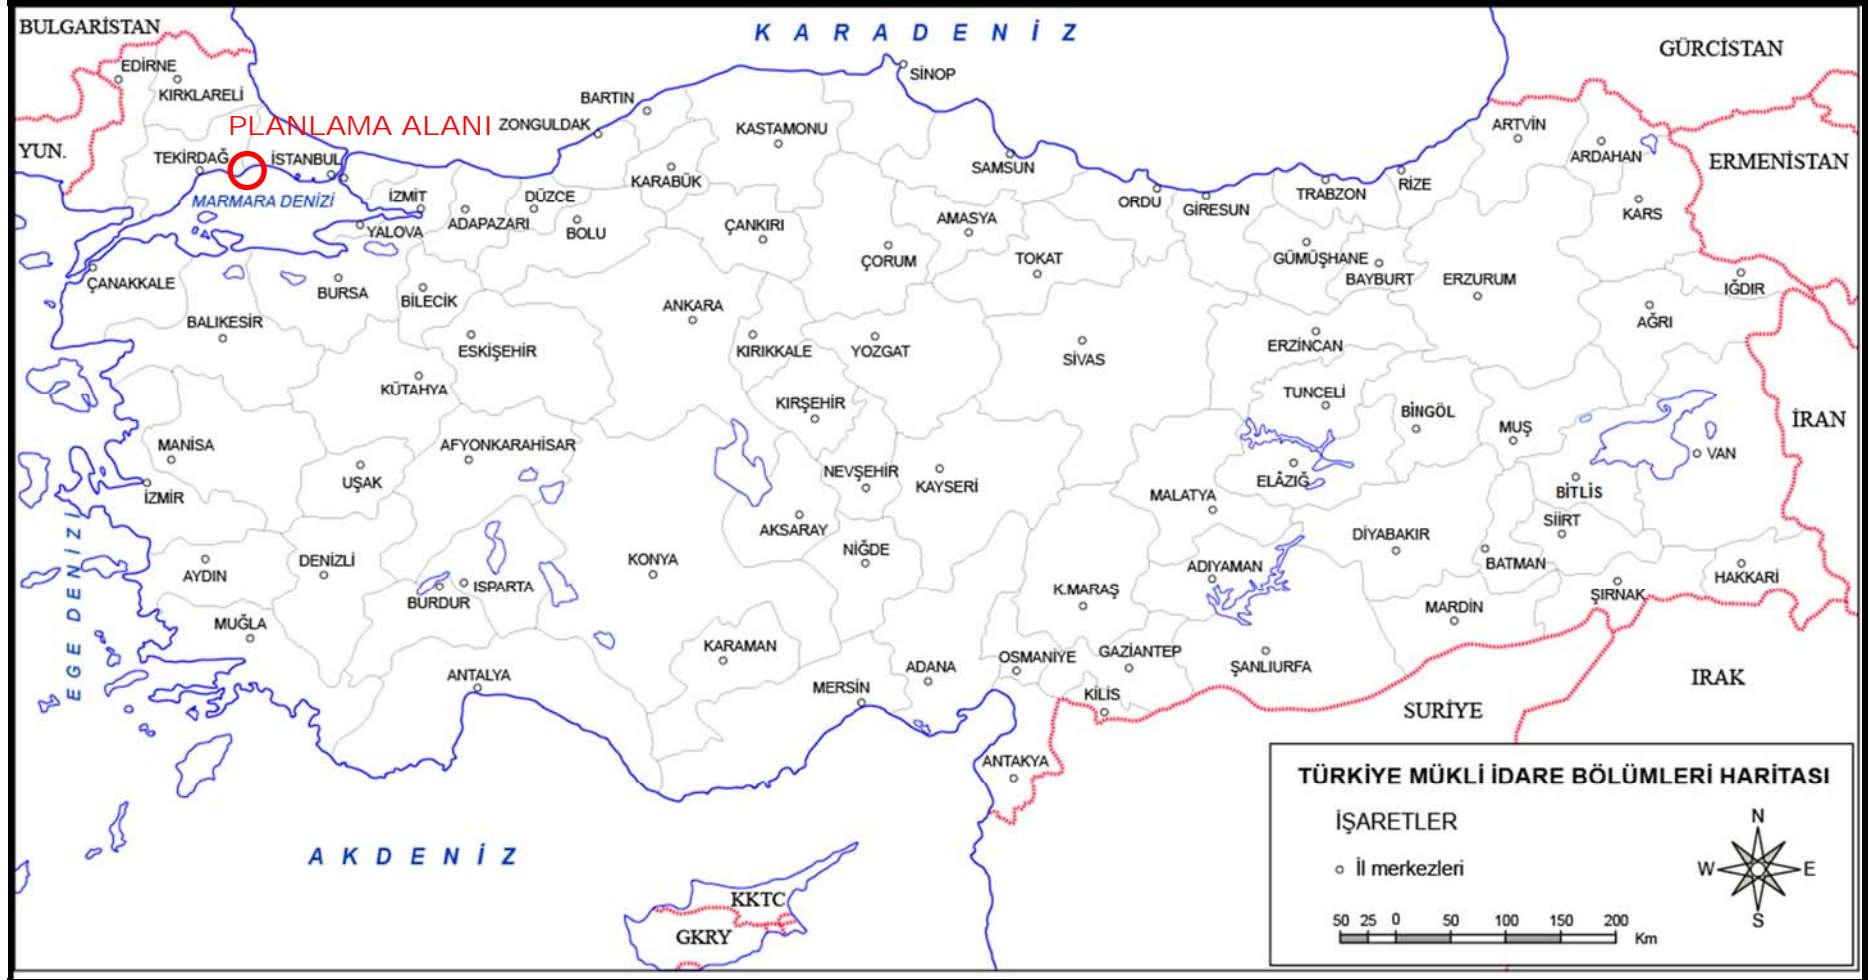 BULGARİSTAN
KARADENİZ
GÜRCİSTAN
EDİRNE
SİNOP
KIRKLARELİ
BARTIN
PLANLAMA ALANI
ZONGULDAK
KASTAMONU
ARTVİN
YUN.
TEKİRDAĞ
İSTANBUL
ARDAHAN
ERMENİSTAN
SAMSUN
KARABÜK
RİZE
MARMARA DENİZİ
İZMİT
DÜZCE
TRABZON
ORDU
GİRESUN
KARS
ADAPAZARI
YALOVA
BOLU
ÇANKIRI
AMASYA
ÇORUM
TOKAT
GÜMÜŞHANE
BAYBURT
ERZURUM
IĞDIR
ÇANAKKALE
BURSA
BİLECİK
ANKARA
AĞRI
BALIKESİR
ESKİŞEHİR
KIRIKKALE
YOZGAT
SİVAS
ERZİNCAN
KÜTAHYA
TUNCELİ
KIRŞEHİR
BİNGÖL
MUŞ
İRAN
MANİSA
AFYONKARAHİSAR
VAN
NEVŞEHİR
KAYSERİ
UŞAK
ELÂZIĞ
İZMİR
MALATYA
BİTLİS
AKSARAY
SİİRT
DİYABAKIR
EGE DENİZİ
NİĞDE
DENİZLİ
KONYA
BATMAN
AYDIN
ADIYAMAN
HAKKARİ
ISPARTA
K.MARAŞ
BURDUR
ŞIRNAK
MARDİN
MUĞLA
KARAMAN
GAZİANTEP
OSMANİYE
ADANA
ŞANLIURFA
ANTALYA
IRAK
MERSİN
KİLİS
SURİYE
ANTAKYA
TÜRKİYE MÜKLİ İDARE BÖLÜMLERİ HARİTASI
İŞARETLER
N
İl merkezleri
W
E
S
AKDENİZ
KKTC
GKRY
50 25 0 50 100 150 200
Km